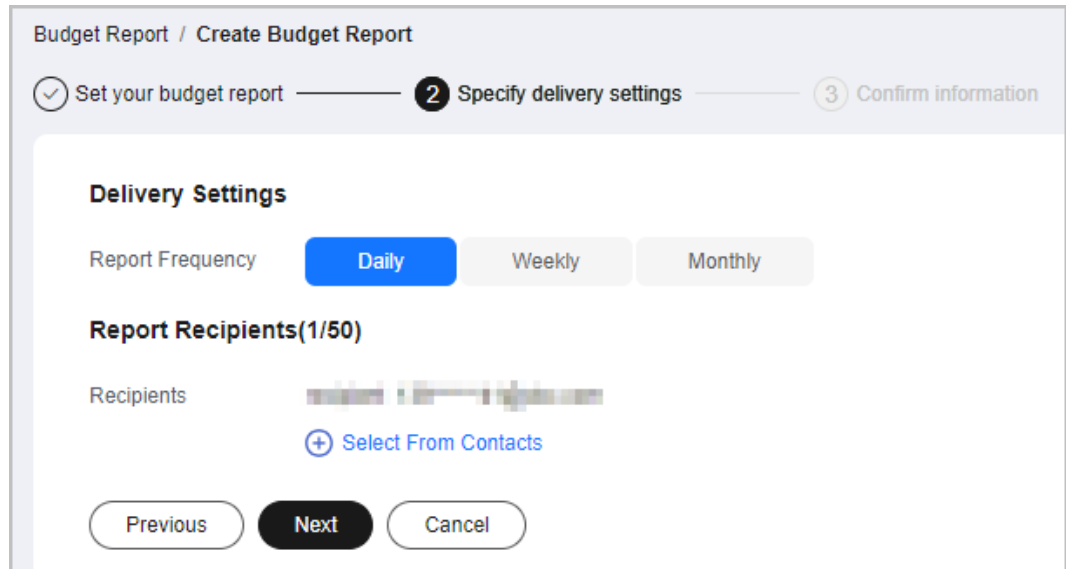 Budget Report / Create Budget Report
Set your budget report 2 Specify delivery settings 3 Confirm information
Delivery Settings
Report Frequency Daily Weekly Monthly
Report Recipients(1/50)
Recipients
Select From Contacts
Previous Next Cancel